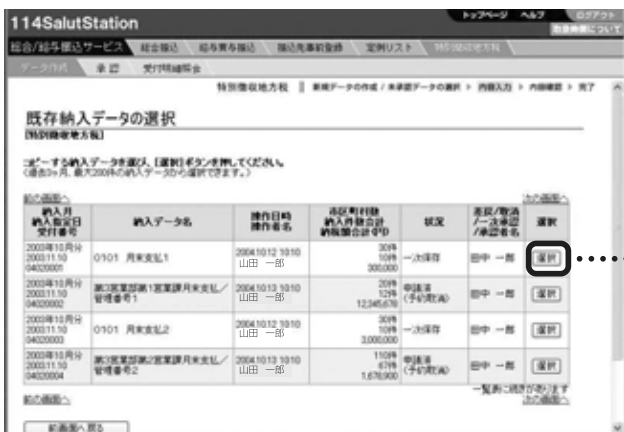 114SalutStation
トップページ ヘルプ ログアウト
取扱時間について
総合/給与振込サービス 総合振込 給与賞与振込 振込先事前登録 定例リスト 特別徴収地方税
データ作成 承認 受付明細照会
特別徴収地方税 || 新規データの作成 / 未承認データの選択 > 内容入力 > 内容確認 > 完了
既存納入データの選択
[特別徴収地方税]
コピーする納入データを選び、[選択]ボタンを押してください。
(過去3ヶ月、最大200件の納入データから選択できます。)
前の画面へ 次の画面へ
納入月 納入指定日 受付番号 納入データ名 操作日時 操作者名 市区町村数 納入件数合計 納税額合計(円) 状況 差戻/取消 /一次承認 /承認者名 選択
2003年10月分 2003.11.10 04020001 0101 月末支払1 2004.10.12 10:10 山田 一郎 30件 10件 300,000 一次保存 田中 一郎 選択
2003年10月分 2003.11.10 04020002 第3営業部第1営業課月末支払/管理番号1 2004.10.13 10:10 山田 一郎 20件 12件 12,345,670 申請済 (予約取消) 田中 一郎 選択
2003年10月分 2003.11.10 04020003 0101 月末支払2 2004.10.12 10:10 山田 一郎 30件 10件 3,000,000 一次保存 田中 一郎 選択
2003年10月分 2003.11.10 04020004 第3営業部第2営業課月末支払/管理番号2 2004.10.13 10:10 山田 一郎 110件 67件 1,678,900 申請済 (予約取消) 田中 一郎 選択
一覧表に続きがあります
前の画面へ 次の画面へ
前画面へ戻る